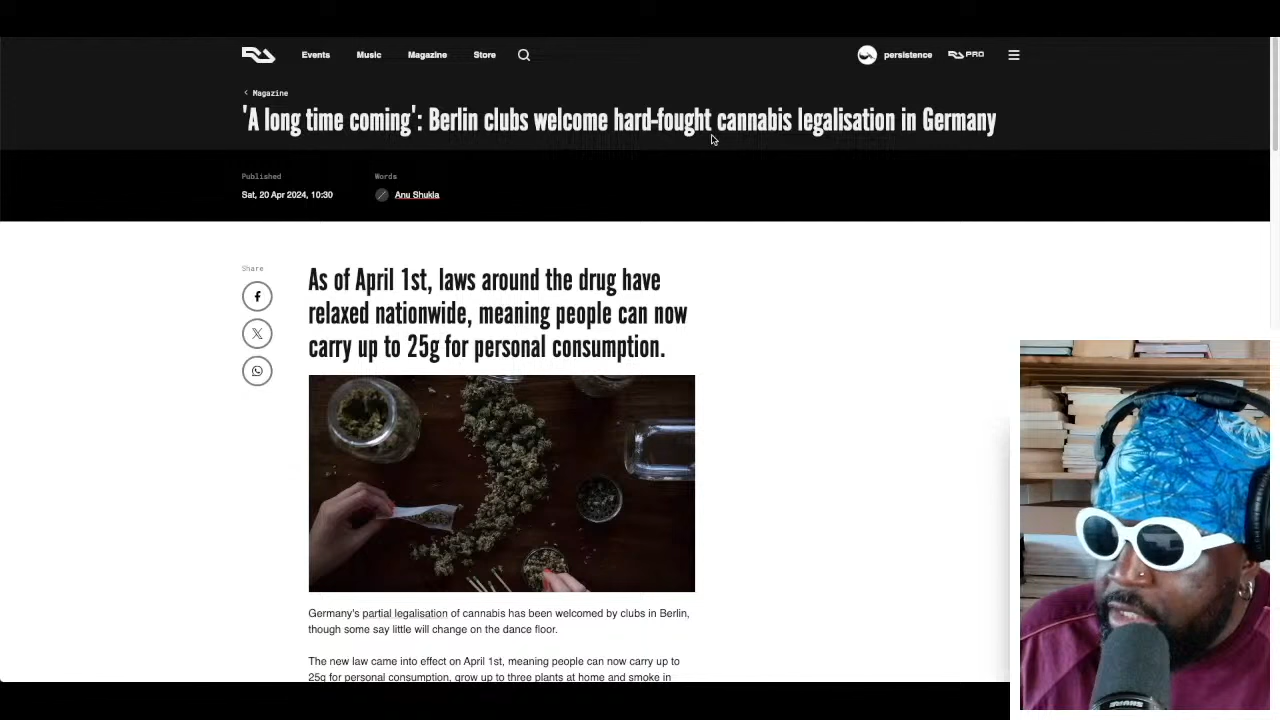 Events Music Magazine Store
persistence
RA PRO
< Magazine
'A long time coming': Berlin clubs welcome hard-fought cannabis legalisation in Germany
Published
Words
Sat, 20 Apr 2024, 10:30
Anu Shukla
Share
As of April 1st, laws around the drug have
relaxed nationwide, meaning people can now
carry up to 25g for personal consumption.
Germany's partial legalisation of cannabis has been welcomed by clubs in Berlin,
though some say little will change on the dance floor.
The new law came into effect on April 1st, meaning people can now carry up to
25g for personal consumption, grow up to three plants at home and smoke in
SHURE